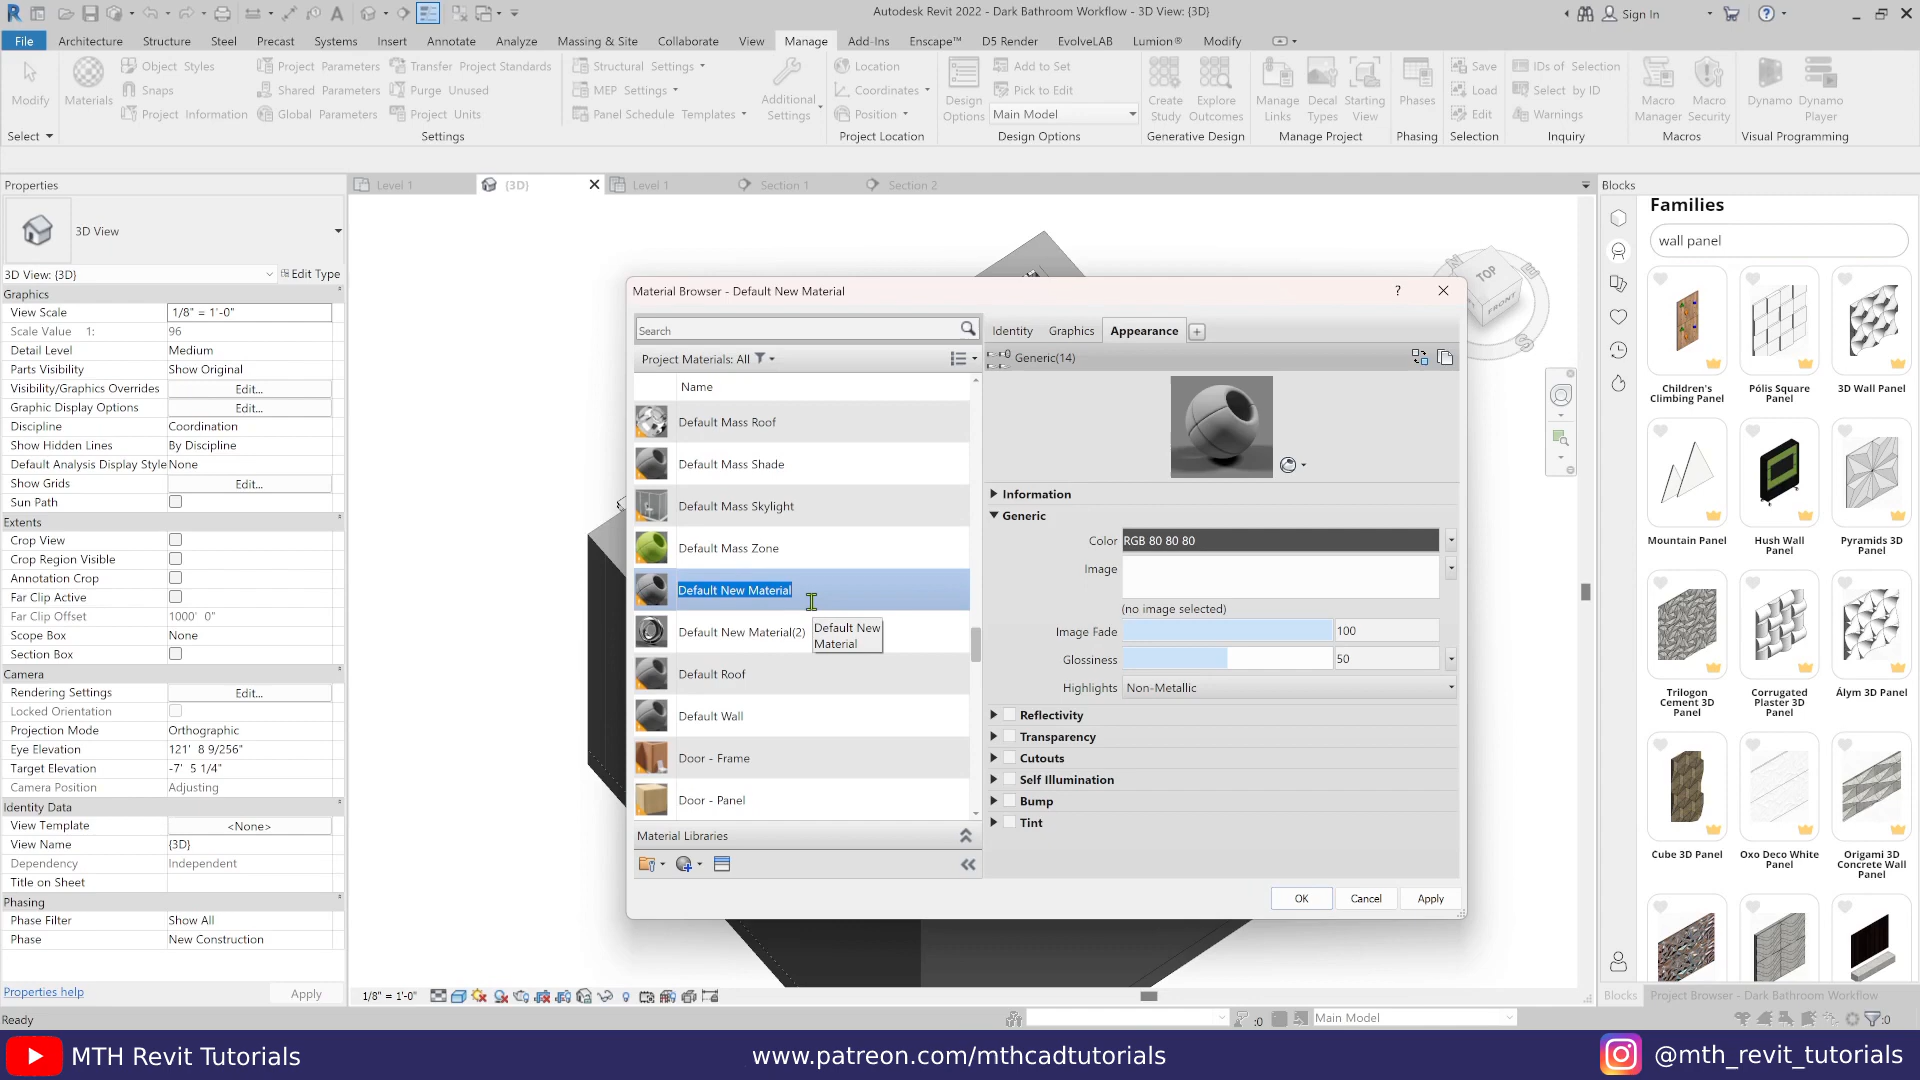 Autodesk Revit 2022 - Dark Bathroom Workflow - 3D View: {3D}
Sign In
File Architecture Structure Steel Precast Systems Insert Annotate Analyze Massing & Site Collaborate View Manage Add-Ins Enscape™ D5 Render EvolveLAB Lumion® Modify
Modify
Materials
Object Styles
Snaps
Project Information
Project Parameters
Shared Parameters
Global Parameters
Transfer Project Standards
Purge Unused
Project Units
Structural Settings
MEP Settings
Panel Schedule Templates
Additional Settings
Location
Coordinates
Position
Design Options
Add to Set
Pick to Edit
Main Model
Create Study
Explore Outcomes
Manage Links
Decal Types
Starting View
Phases
Save
Load
Edit
IDs of Selection
Select by ID
Warnings
Macro Manager
Macro Security
Dynamo
Dynamo Player
Select
Settings
Project Location
Design Options
Generative Design
Manage Project
Phasing
Selection
Inquiry
Macros
Visual Programming
Properties
3D View
3D View: {3D}
Edit Type
Graphics
View Scale 1/8" = 1'-0"
Scale Value 1: 96
Detail Level Medium
Parts Visibility Show Original
Visibility/Graphics Overrides Edit...
Graphic Display Options Edit...
Discipline Coordination
Show Hidden Lines By Discipline
Default Analysis Display Style None
Show Grids Edit...
Sun Path
Extents
Crop View
Crop Region Visible
Annotation Crop
Far Clip Active
Far Clip Offset 1000' 0"
Scope Box None
Section Box
Camera
Rendering Settings Edit...
Locked Orientation
Projection Mode Orthographic
Eye Elevation 121' 8 9/256"
Target Elevation -7' 5 1/4"
Camera Position Adjusting
Identity Data
View Template <None>
View Name {3D}
Dependency Independent
Title on Sheet
Phasing
Phase Filter Show All
Phase New Construction
Properties help
Apply
Level 1
{3D}
Level 1
Section 1
Section 2
TOP
FRONT
N
E
S
Material Browser - Default New Material
?
Search
Project Materials: All
Name
Default Mass Roof
Default Mass Shade
Default Mass Skylight
Default Mass Zone
Default New Material
Default New Material(2)
Default New
Material
Default Roof
Default Wall
Door - Frame
Door - Panel
Material Libraries
Identity Graphics Appearance
0 Generic(14)
Information
Generic
Color RGB 80 80 80
Image
(no image selected)
Image Fade 100
Glossiness 50
Highlights Non-Metallic
Reflectivity
Transparency
Cutouts
Self Illumination
Bump
Tint
OK Cancel Apply
1/8" = 1'-0"
Blocks
Families
wall panel
Children's
Climbing Panel
Pólis Square
Panel
3D Wall Panel
Mountain Panel
Hush Wall
Panel
Pyramids 3D
Panel
Trilogon
Cement 3D
Panel
Corrugated
Plaster 3D
Panel
Álym 3D Panel
Cube 3D Panel
Oxo Deco White
Panel
Origami 3D
Concrete Wall
Panel
Blocks Project Browser - Dark Bathroom Workflow
Ready
:0
Main Model
:0
MTH Revit Tutorials
www.patreon.com/mthcadtutorials
@mth_revit_tutorials